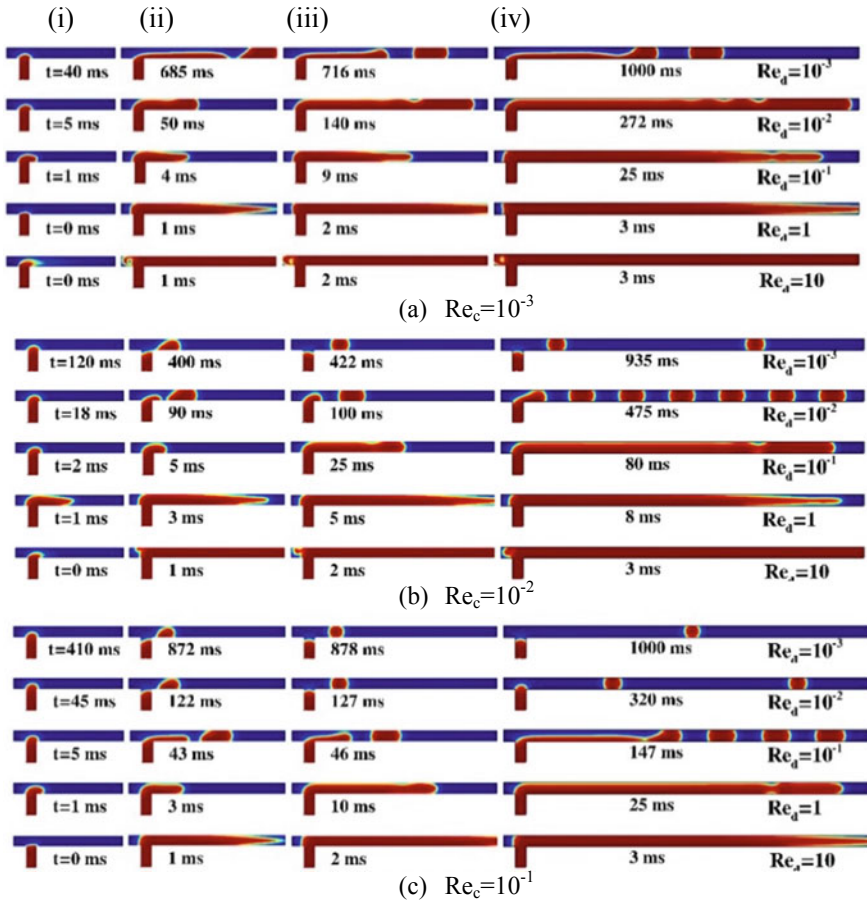 (i) (ii) (iii) (iv)
t=40 ms 685 ms 716 ms 1000 ms Re_d=10^-3
t=5 ms 50 ms 140 ms 272 ms Re_d=10^-2
t=1 ms 4 ms 9 ms 25 ms Re_d=10^-1
t=0 ms 1 ms 2 ms 3 ms Re_d=1
t=0 ms 1 ms 2 ms 3 ms Re_d=10
(a) Re_c=10^-3
t=120 ms 400 ms 422 ms 935 ms Re_d=10^-3
t=18 ms 90 ms 100 ms 475 ms Re_d=10^-2
t=2 ms 5 ms 25 ms 80 ms Re_d=10^-1
t=1 ms 3 ms 5 ms 8 ms Re_d=1
t=0 ms 1 ms 2 ms 3 ms Re_d=10
(b) Re_c=10^-2
t=410 ms 872 ms 878 ms 1000 ms Re_d=10^-3
t=45 ms 122 ms 127 ms 320 ms Re_d=10^-2
t=5 ms 43 ms 46 ms 147 ms Re_d=10^-1
t=1 ms 3 ms 10 ms 25 ms Re_d=1
t=0 ms 1 ms 2 ms 3 ms Re_d=10
(c) Re_c=10^-1